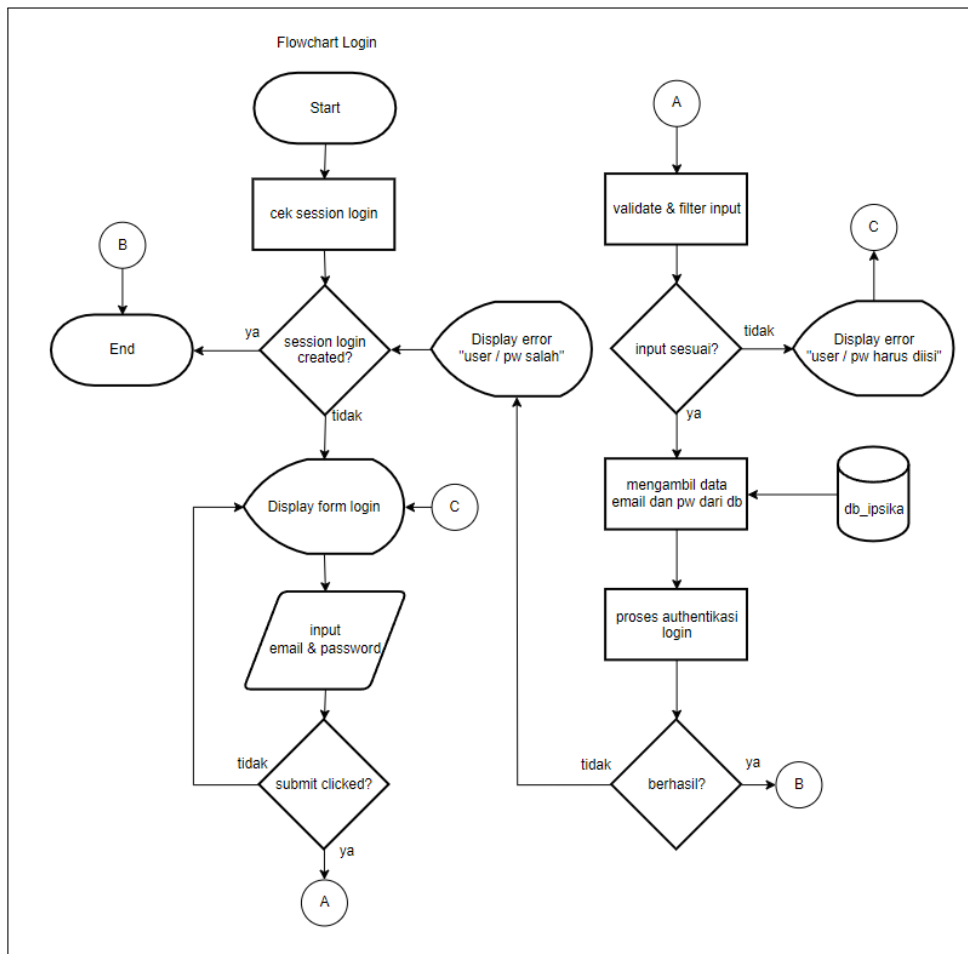 Flowchart Login
Start
cek session login
B
End
ya
session login
created?
Display error
"user / pw salah"
tidak
Display form login
C
input
email & password
tidak
submit clicked?
ya
A
A
validate & filter input
C
input sesuai?
tidak
Display error
"user / pw harus diisi"
ya
mengambil data
email dan pw dari db
db_ipsika
proses authentikasi
login
tidak
berhasil?
ya
B